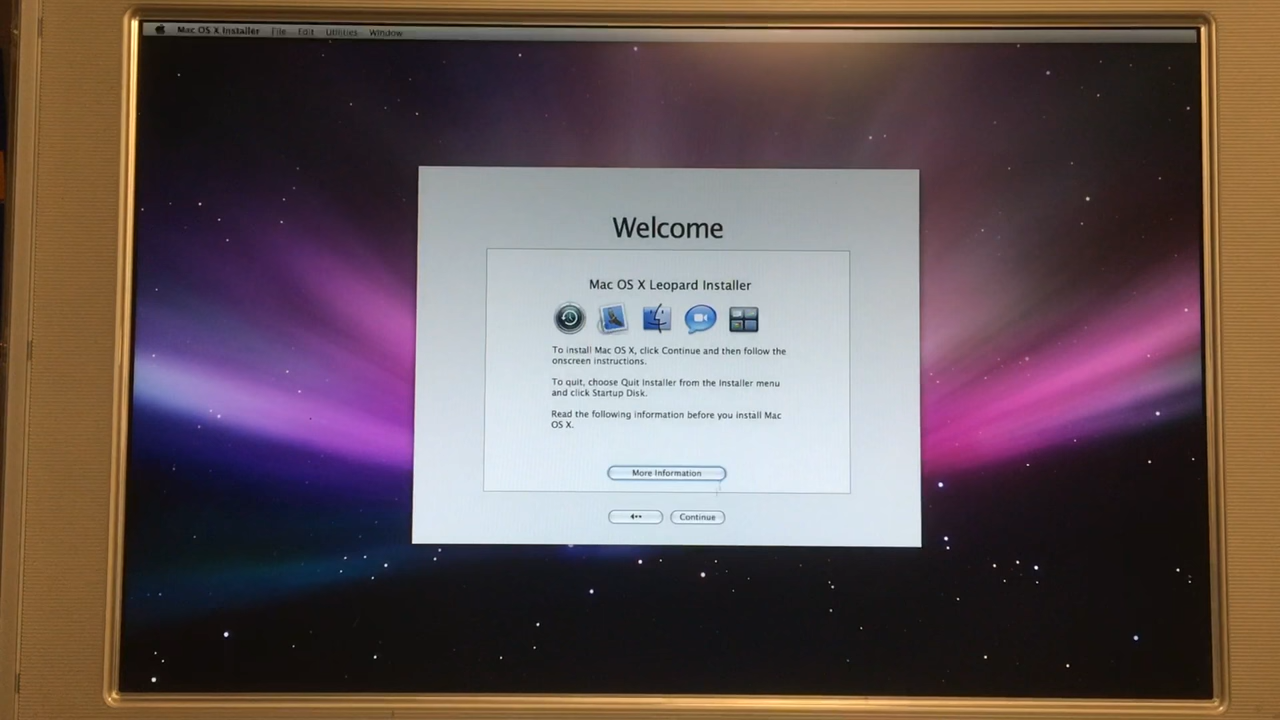 Mac OS X Installer File Edit Utilities Window
Welcome
Mac OS X Leopard Installer
To install Mac OS X, click Continue and then follow the
onscreen instructions.
To quit, choose Quit Installer from the Installer menu
and click Startup Disk.
Read the following information before you install Mac
OS X.
More Information
Continue